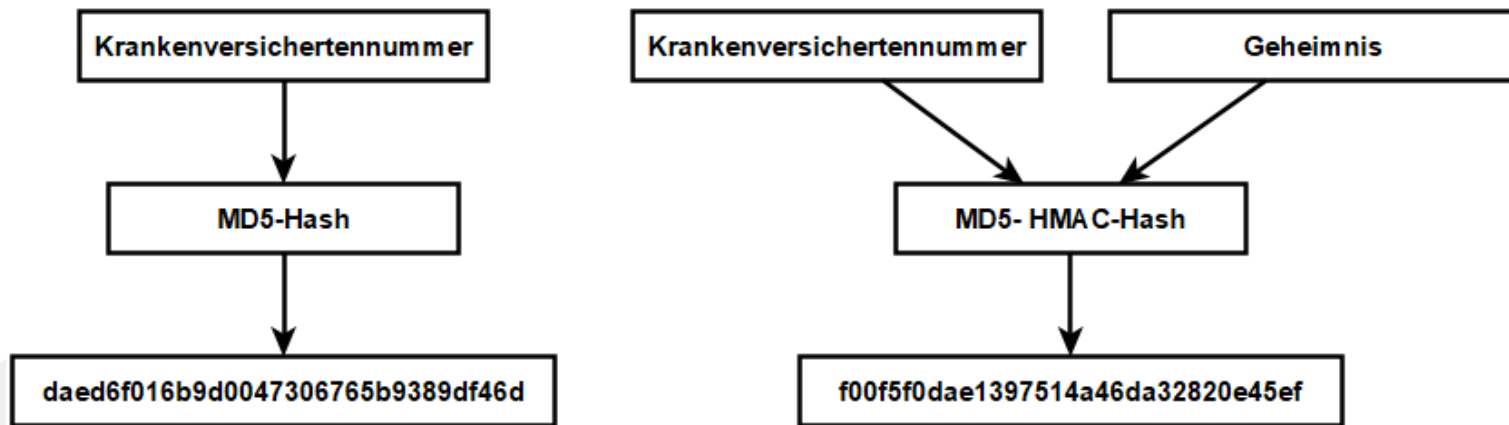 Krankenversichertennummer
Krankenversichertennummer
Geheimnis
MD5-Hash
MD5- HMAC-Hash
daed6f016b9d0047306765b9389df46d
f00f5f0dae1397514a46da32820e45ef